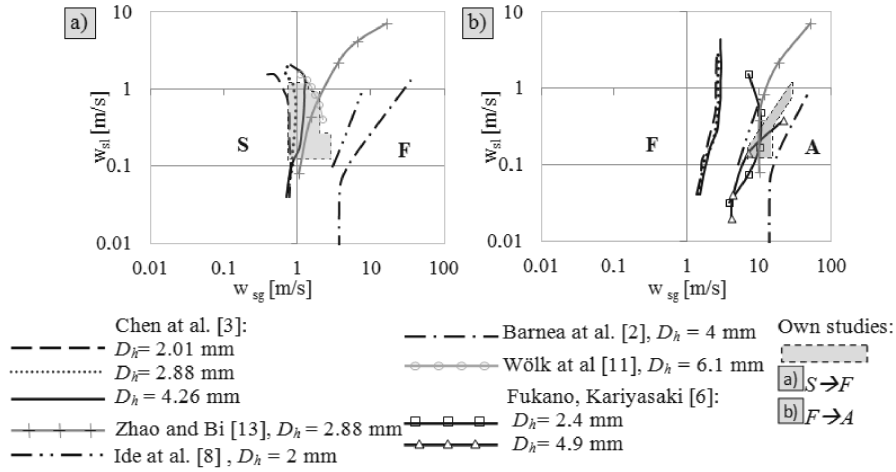 a)
10
1
0.1
0.01
w_sl [m/s]
S
F
0.01
0.1
1
10
100
w_sg [m/s]
b)
10
1
0.1
0.01
w_sl [m/s]
F
A
0.01
0.1
1
10
100
w_sg [m/s]
Chen at al. [3]:
D_h= 2.01 mm
D_h= 2.88 mm
D_h= 4.26 mm
Zhao and Bi [13], D_h = 2.88 mm
Ide at al. [8] , D_h = 2 mm
Barnea at al. [2], D_h = 4 mm
Wölk at al [11], D_h = 6.1 mm
Fukano, Kariyasaki [6]:
D_h= 2.4 mm
D_h= 4.9 mm
Own studies:
a) S→F
b) F→A